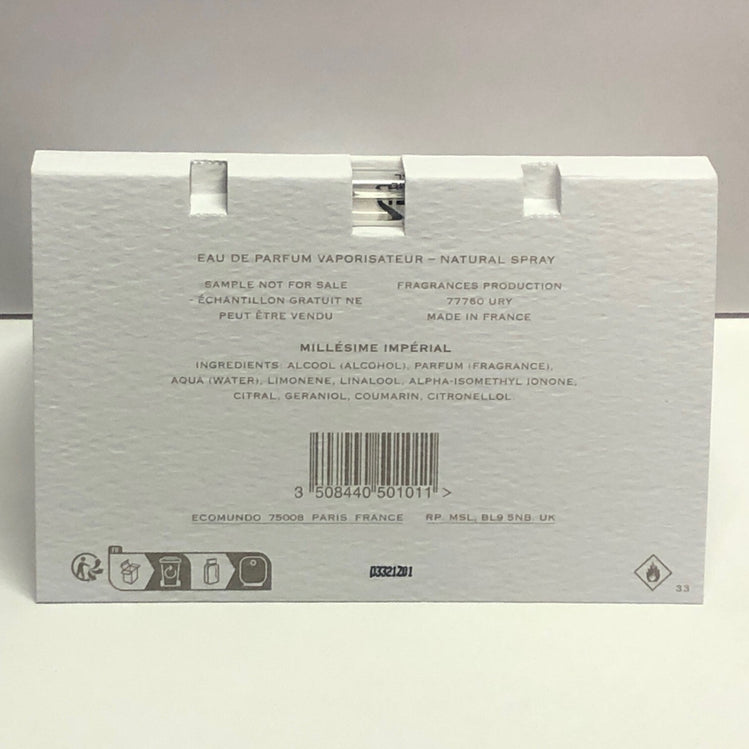 EAU DE PARFUM VAPORISATEUR – NATURAL SPRAY
SAMPLE NOT FOR SALE
- ÉCHANTILLON GRATUIT NE
PEUT ÊTRE VENDU
FRAGRANCES PRODUCTION
77760 URY
MADE IN FRANCE
MILLÉSIME IMPÉRIAL
INGREDIENTS: ALCOOL (ALCOHOL), PARFUM (FRAGRANCE),
AQUA (WATER), LIMONENE, LINALOOL, ALPHA-ISOMETHYL IONONE,
CITRAL, GERANIOL, COUMARIN, CITRONELLOL
3 508440 501011 >
ECOMUNDO 75008 PARIS FRANCE RP. MSL, BL9 5NB. UK
FR
03321Z01
33